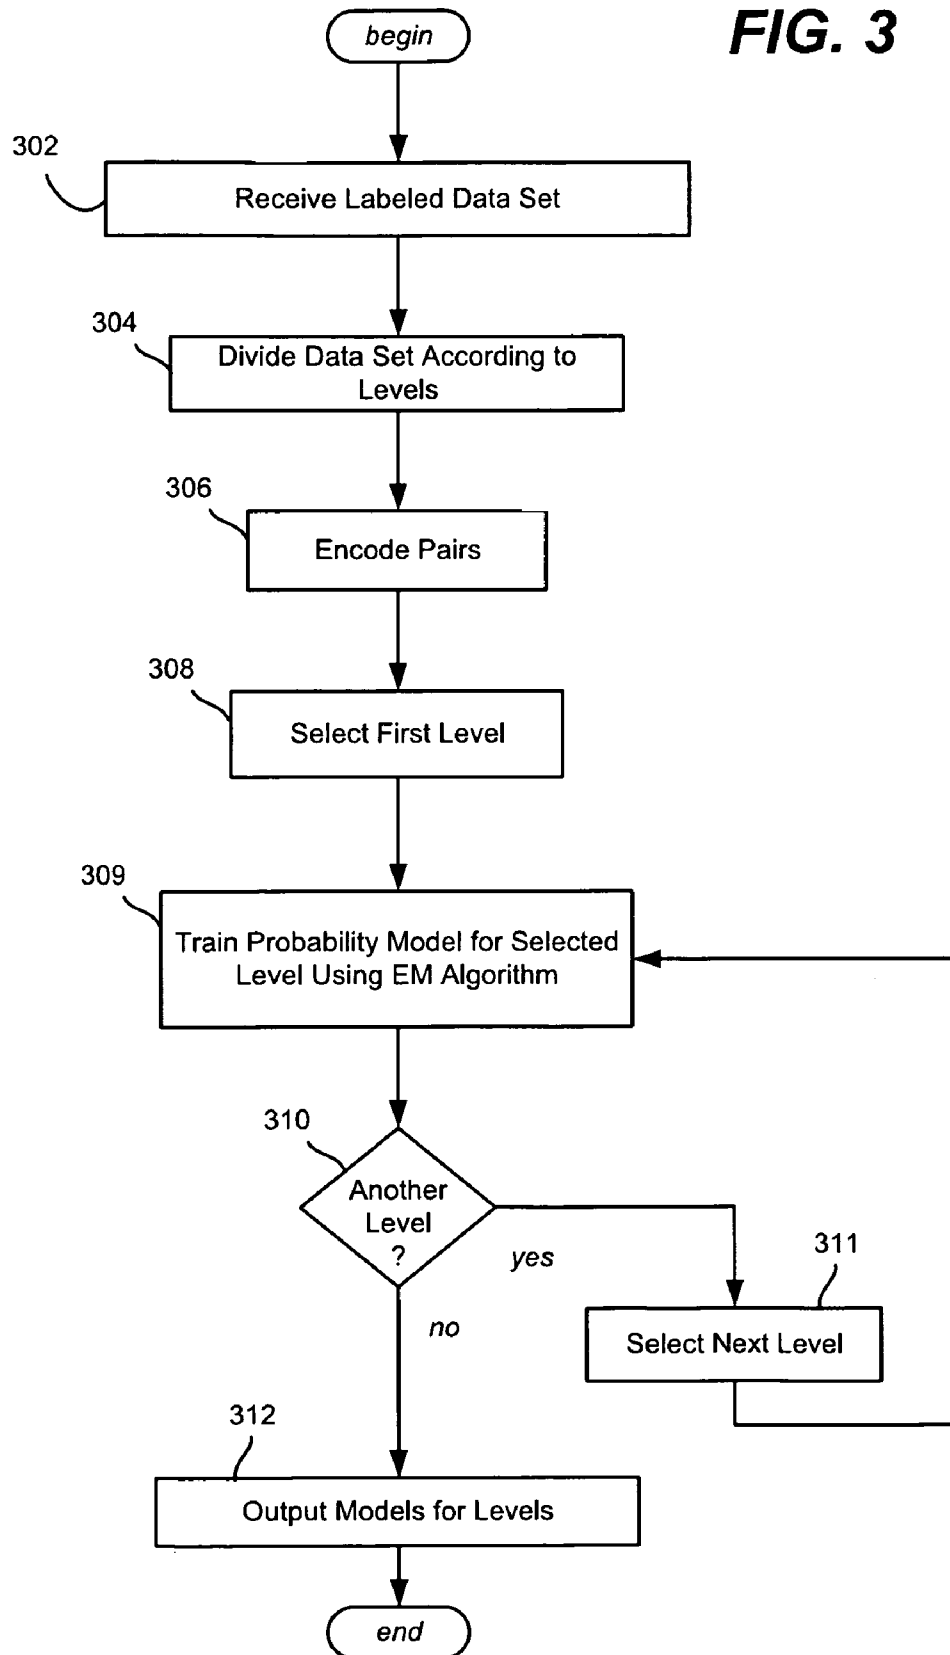 begin
FIG. 3
302
Receive Labeled Data Set
304
Divide Data Set According to
Levels
306
Encode Pairs
308
Select First Level
309
Train Probability Model for Selected
Level Using EM Algorithm
310
Another
Level
?
yes
311
no
Select Next Level
312
Output Models for Levels
end